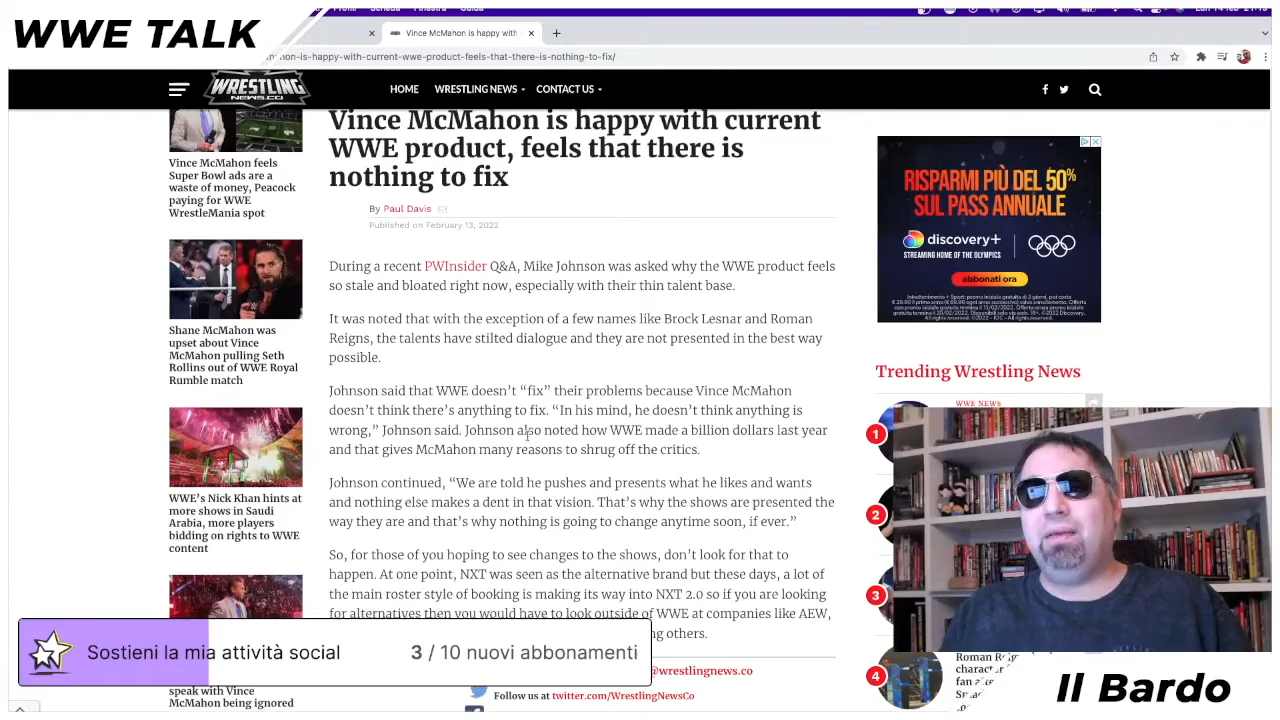 WWE TALK
Vince McMahon is happy with
mahon-is-happy-with-current-wwe-product-feels-that-there-is-nothing-to-fix/
WRESTLING
NEWS.CO
HOME
WRESTLING NEWS
CONTACT US
Vince McMahon feels
Super Bowl ads are a
waste of money, Peacock
paying for WWE
WrestleMania spot
Shane McMahon was
upset about Vince
McMahon pulling Seth
Rollins out of WWE Royal
Rumble match
WWE’s Nick Khan hints at
more shows in Saudi
Arabia, more players
bidding on rights to WWE
content
speak with Vince
McMahon being ignored
Vince McMahon is happy with current
WWE product, feels that there is
nothing to fix
By Paul Davis
Published on February 13, 2022
During a recent PWInsider Q&A, Mike Johnson was asked why the WWE product feels
so stale and bloated right now, especially with their thin talent base.
It was noted that with the exception of a few names like Brock Lesnar and Roman
Reigns, the talents have stilted dialogue and they are not presented in the best way
possible.
Johnson said that WWE doesn’t “fix” their problems because Vince McMahon
doesn’t think there’s anything to fix. “In his mind, he doesn’t think anything is
wrong,” Johnson said. Johnson also noted how WWE made a billion dollars last year
and that gives McMahon many reasons to shrug off the critics.
Johnson continued, “We are told he pushes and presents what he likes and wants
and nothing else makes a dent in that vision. That’s why the shows are presented the
way they are and that’s why nothing is going to change anytime soon, if ever.”
So, for those of you hoping to see changes to the shows, don’t look for that to
happen. At one point, NXT was seen as the alternative brand but these days, a lot of
the main roster style of booking is making its way into NXT 2.0 so if you are looking
for alternatives then you would have to look outside of WWE at companies like AEW,
others.
@wrestlingnews.co
Follow us at twitter.com/WrestlingNewsCo
RISPARMI PIÙ DEL 50%
SUL PASS ANNUALE
discovery+
STREAMING HOME OF THE OLYMPICS
abbonati ora
Trending Wrestling News
WWE NEWS
1
2
3
4
Roman Reig
character
fan afte
Sostieni la mia attività social
3 / 10 nuovi abbonamenti
Il Bardo